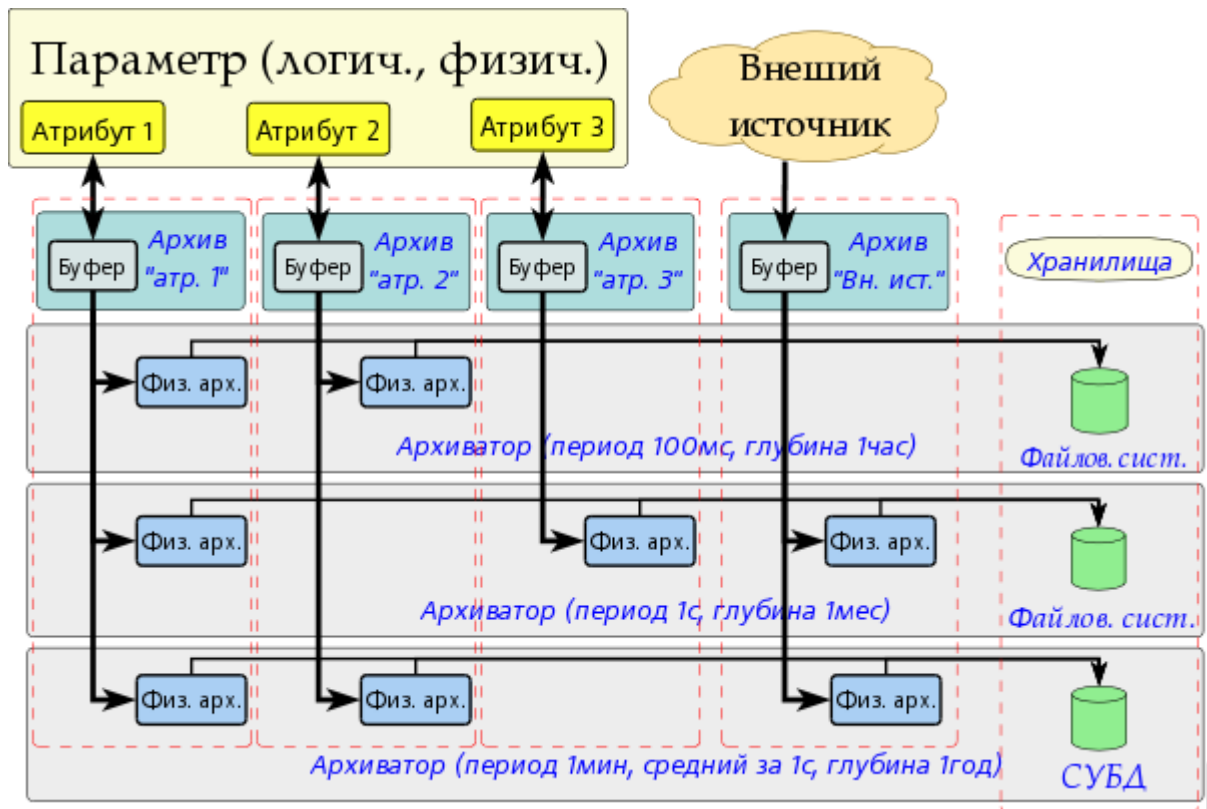 Параметр (логич., физич.)
Атрибут 1
Атрибут 2
Атрибут 3
Внеший
источник
Буфер
Архив
"атр. 1"
Буфер
Архив
"атр. 2"
Буфер
Архив
"атр. 3"
Буфер
Архив
"Вн. ист."
Хранилища
Физ. арх.
Физ. арх.
Архиватор (период 100мс, глубина 1час)
Файлов. сист.
Физ. арх.
Физ. арх.
Физ. арх.
Архиватор (период 1с, глубина 1мес)
Файлов. сист.
Физ. арх.
Физ. арх.
Физ. арх.
Архиватор (период 1мин, средний за 1с, глубина 1год)
СУБД